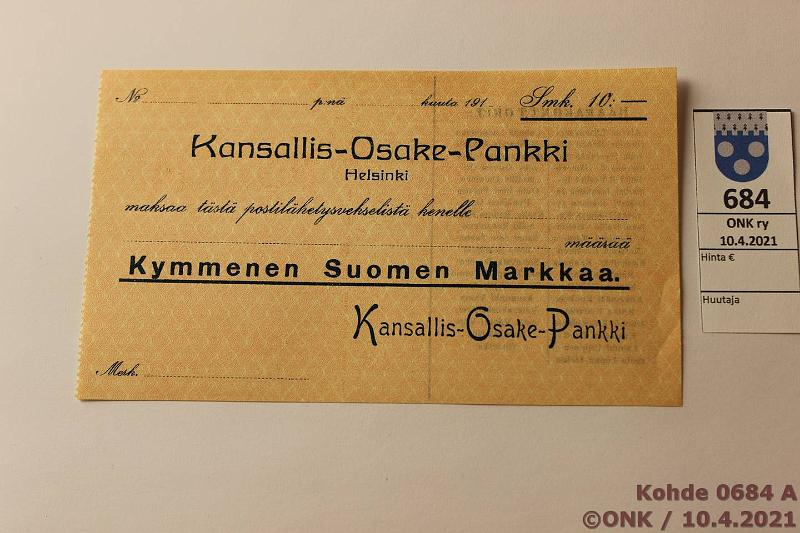 No p:nä kuuta 191 Smk. 10: —
Kansallis-Osake-Pankki
Helsinki
maksaa tästä postilähetysvekselistä henelle
määrää
Kymmenen Suomen Markkaa.
Kansallis-Osake-Pankki
Merk.
684
ONK ry
10.4.2021
Hinta €
Huutaja
Kohde 0684 A
©ONK / 10.4.2021